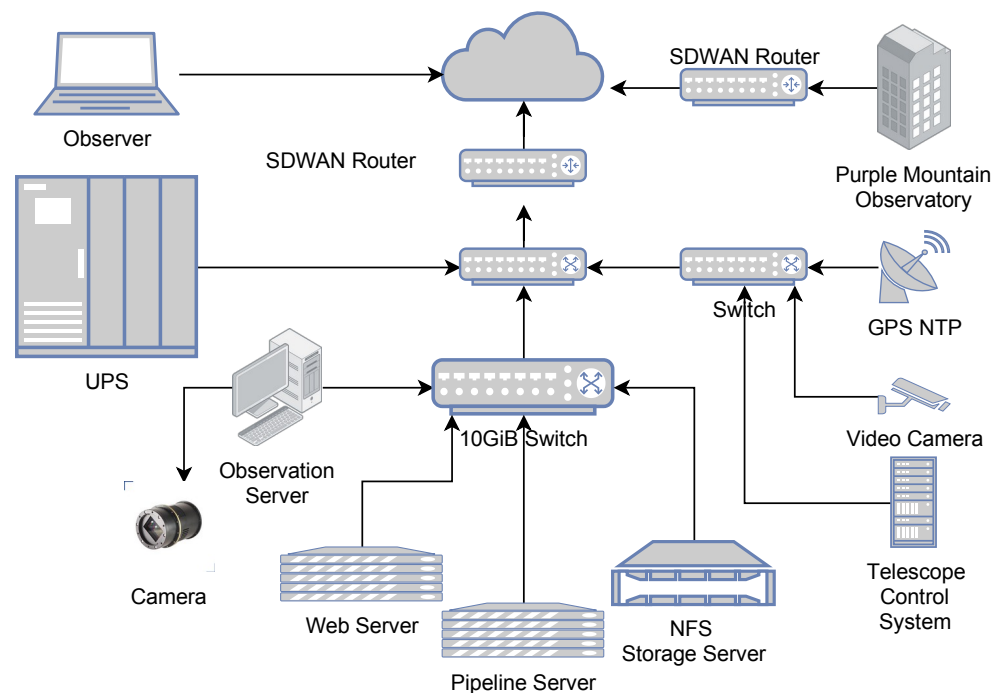 SDWAN Router
Observer
SDWAN Router
Purple Mountain
Observatory
Switch
GPS NTP
UPS
10GiB Switch
Video Camera
Observation
Server
Camera
Web Server
Pipeline Server
NFS
Storage Server
Telescope
Control
System